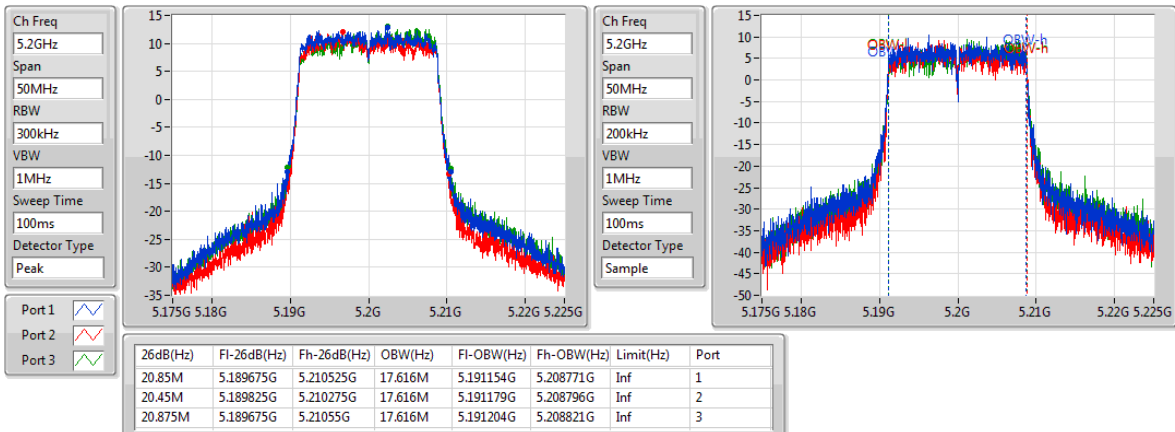 Ch Freq
5.2GHz
Span
50MHz
RBW
300kHz
VBW
1MHz
Sweep Time
100ms
Detector Type
Peak
Port 1
Port 2
Port 3
15
10
5
0
-5
-10
-15
-20
-25
-30
-35
5.175G 5.18G 5.19G 5.2G 5.21G 5.22G 5.225G
Ch Freq
5.2GHz
Span
50MHz
RBW
200kHz
VBW
1MHz
Sweep Time
100ms
Detector Type
Sample
15
10
5
0
-5
-10
-15
-20
-25
-30
-35
-40
-45
-50
OBW-h
5.175G 5.18G 5.19G 5.2G 5.21G 5.22G 5.225G
26dB(Hz) Fl-26dB(Hz) Fh-26dB(Hz) OBW(Hz) Fl-OBW(Hz) Fh-OBW(Hz) Limit(Hz) Port
20.85M 5.189675G 5.210525G 17.616M 5.191154G 5.208771G Inf 1
20.45M 5.189825G 5.210275G 17.616M 5.191179G 5.208796G Inf 2
20.875M 5.189675G 5.21055G 17.616M 5.191204G 5.208821G Inf 3